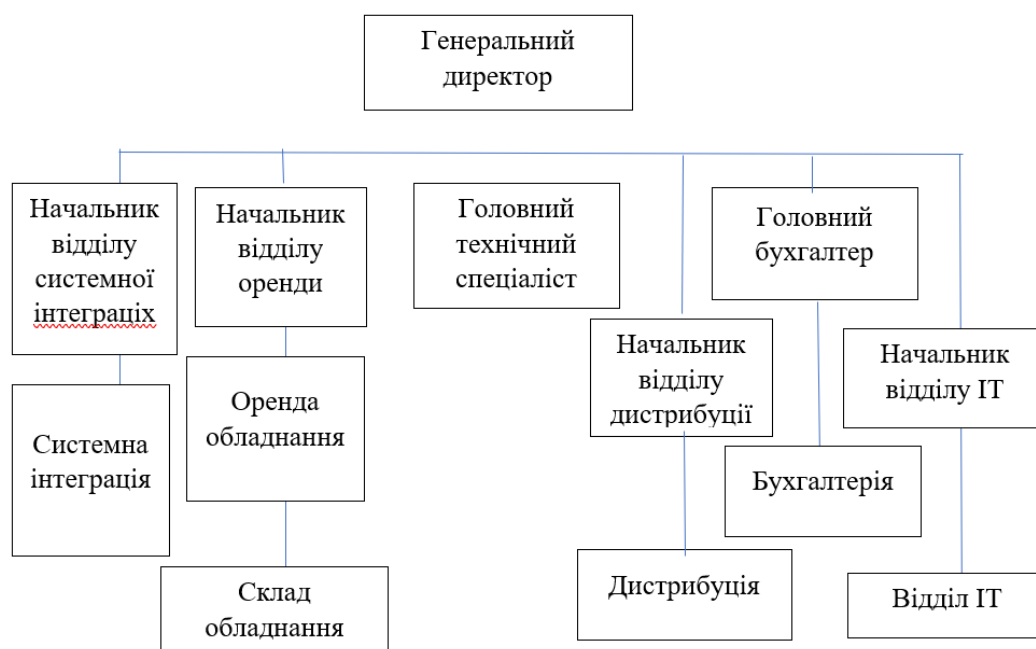 Генеральний
директор
Начальник
відділу
системної
інтеграціх
Начальник
відділу
оренди
Головний
технічний
спеціаліст
Головний
бухгалтер
Начальник
відділу
дистрибуції
Начальник
відділу ІТ
Системна
інтеграція
Оренда
обладнання
Бухгалтерія
Склад
обладнання
Дистрибуція
Відділ ІТ